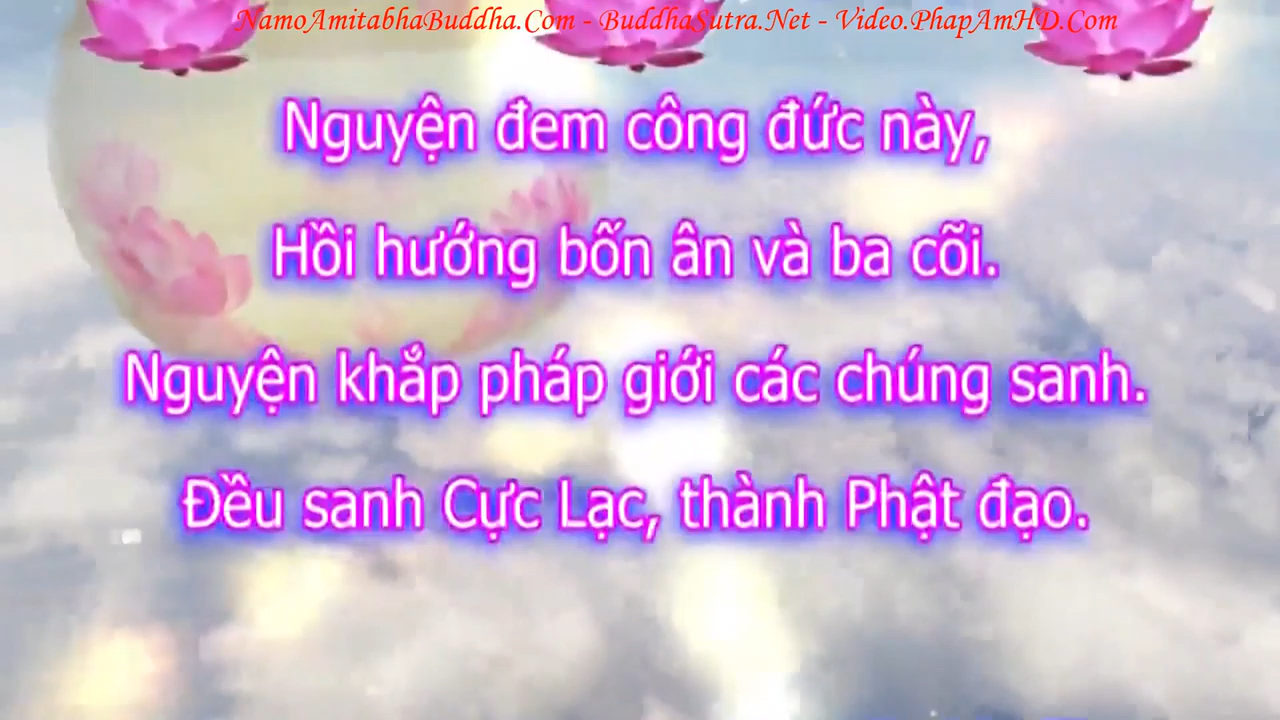 NamoAmitabhaBuddha.Com - BuddhaSutra.Net - Video.PhapAmHD.Com
Nguyện đem công đức này,
Hồi hướng bốn ân và ba cõi.
Nguyện khắp pháp giới các chúng sanh.
Đều sanh Cực Lạc, thành Phật đạo.